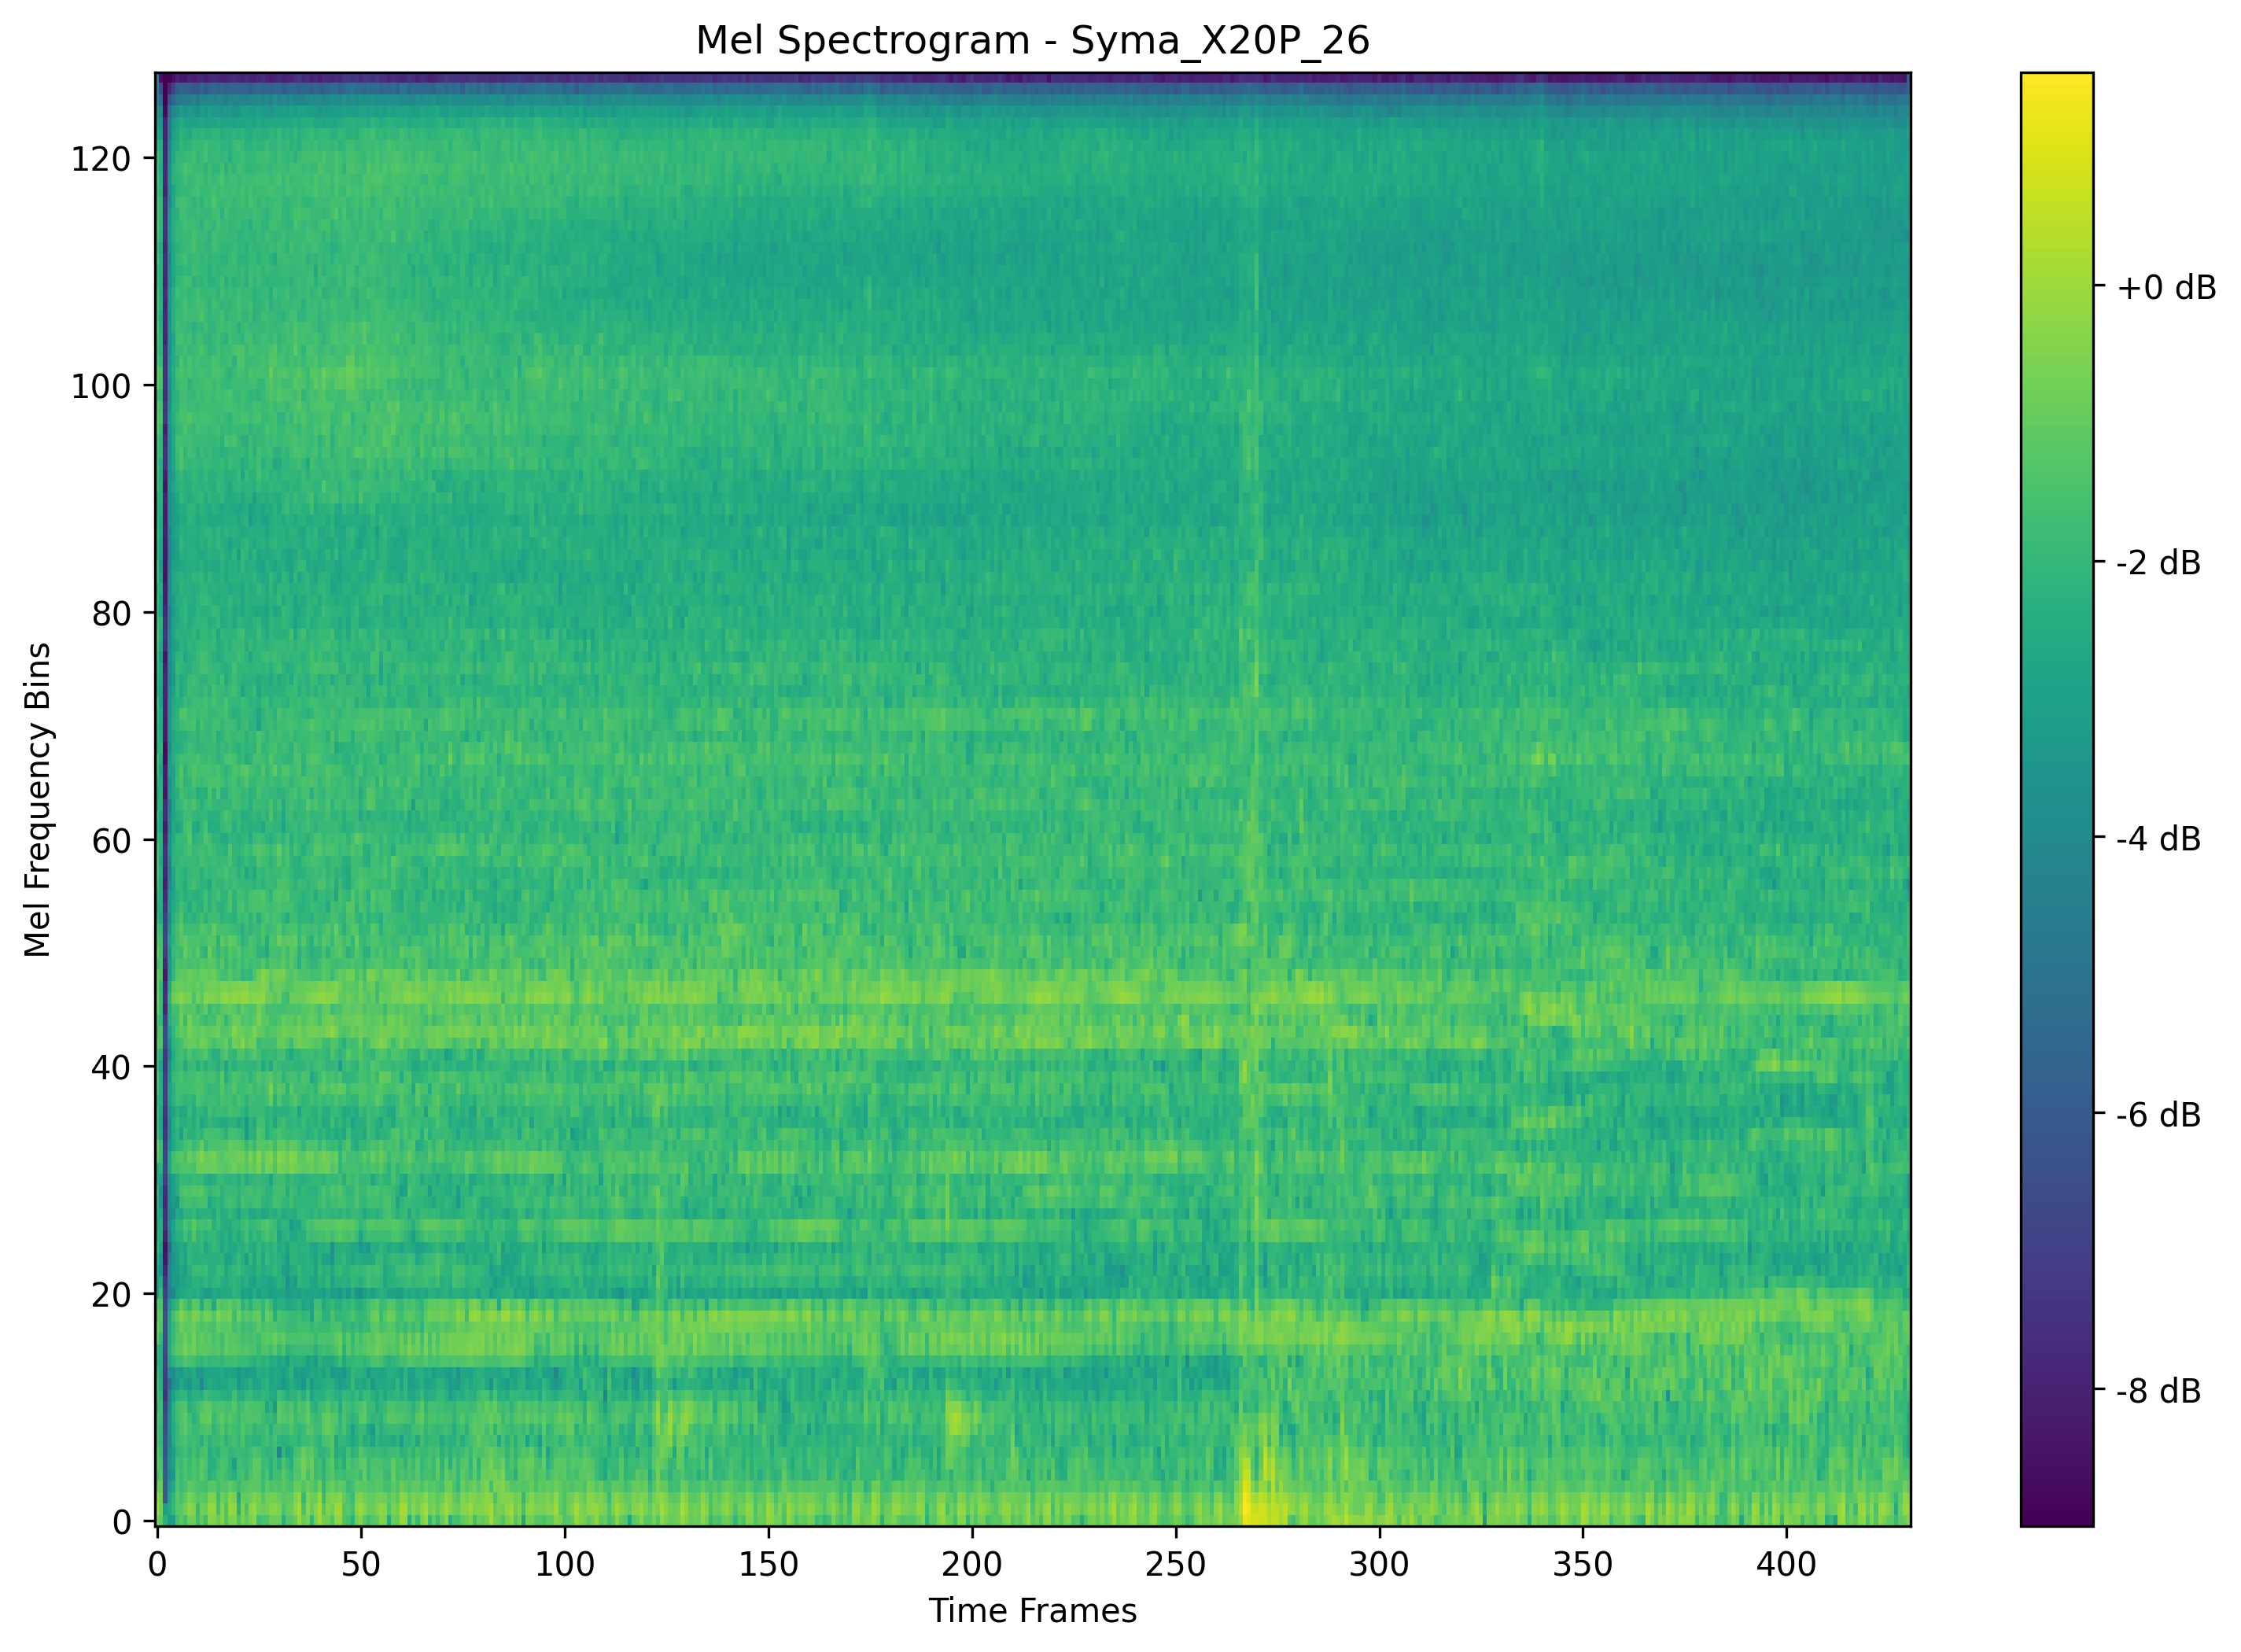 Mel Spectrogram - Syma_X20P_26
Mel Frequency Bins
120
100
80
60
40
20
0
0 50 100 150 200 250 300 350 400
Time Frames
+0 dB
-2 dB
-4 dB
-6 dB
-8 dB